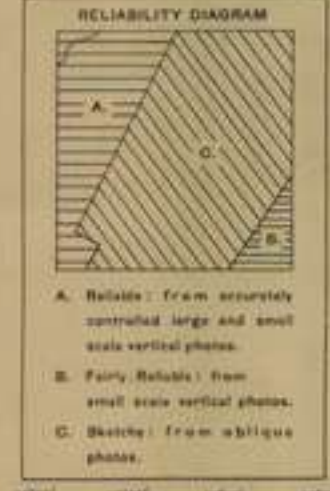 RELIABILITY DIAGRAM
A.
C.
B.
A. Reliable: from accurately
controlled large and small
scale vertical photos.
B. Fairly Reliable: from
small scale vertical photos.
C. Sketchy: from oblique
photos.